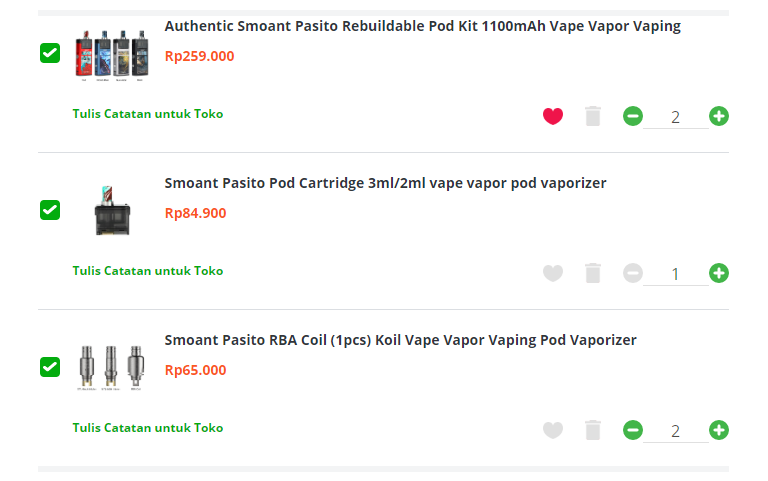 Authentic Smoant Pasito Rebuildable Pod Kit 1100mAh Vape Vapor Vaping
Rp259.000
Tulis Catatan untuk Toko
2
Smoant Pasito Pod Cartridge 3ml/2ml vape vapor pod vaporizer
Rp84.900
Tulis Catatan untuk Toko
1
Smoant Pasito RBA Coil (1pcs) Koil Vape Vapor Vaping Pod Vaporizer
Rp65.000
Tulis Catatan untuk Toko
2